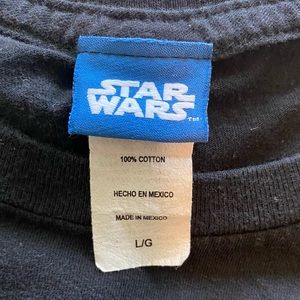 STAR
WARS
TM
100% COTTON
HECHO EN MEXICO
MADE IN MEXICO
L/G